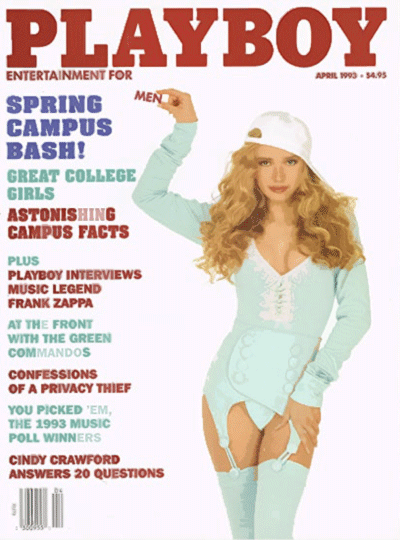 PLAYBOY
ENTERTAINMENT FOR
MEN
APRIL 1993 • $4.95
SPRING
CAMPUS
BASH!
GREAT COLLEGE
GIRLS
ASTONISHING
CAMPUS FACTS
PLUS
PLAYBOY INTERVIEWS
MUSIC LEGEND
FRANK ZAPPA
AT THE FRONT
WITH THE GREEN
COMMANDOS
CONFESSIONS
OF A PRIVACY THIEF
YOU PICKED 'EM,
THE 1993 MUSIC
POLL WINNERS
CINDY CRAWFORD
ANSWERS 20 QUESTIONS
04